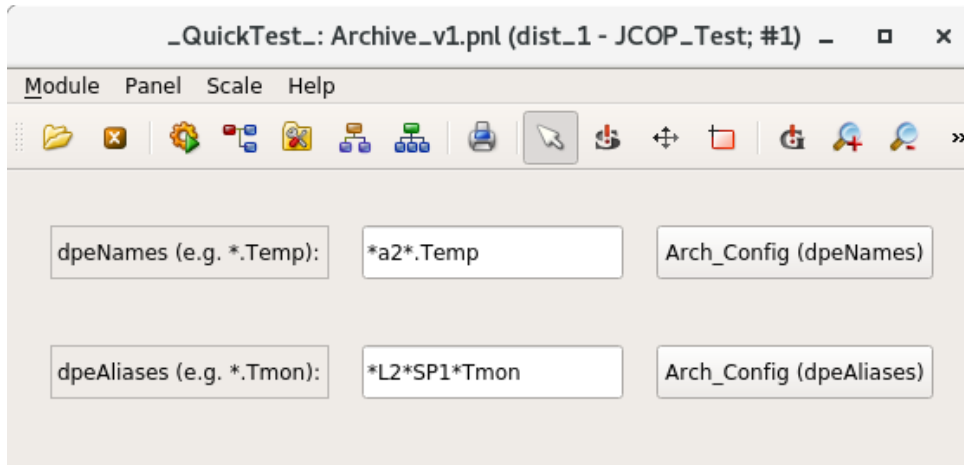 _QuickTest_: Archive_v1.pnl (dist_1 - JCOP_Test; #1)
Module Panel Scale Help
dpeNames (e.g. *.Temp): *a2*.Temp Arch_Config (dpeNames)
dpeAliases (e.g. *.Tmon): *L2*SP1*Tmon Arch_Config (dpeAliases)